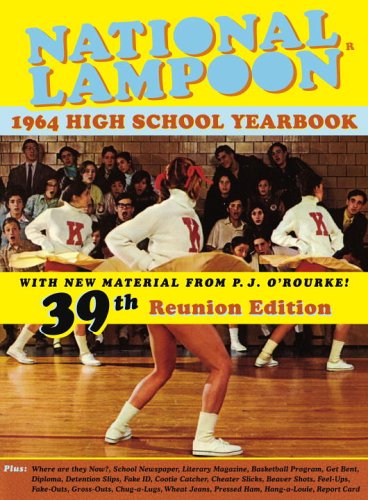 NATIONAL
LAMPOON R
1964 HIGH SCHOOL YEARBOOK
K K K
WITH NEW MATERIAL FROM P. J. O'ROURKE!
39th Reunion Edition
Plus: Where are they Now?, School Newspaper, Literary Magazine, Basketball Program, Get Bent,
Diploma, Detention Slips, Fake ID, Cootie Catcher, Cheater Slicks, Beaver Shots, Feel-Ups,
Fake-Outs, Gross-Outs, Chug-a-Lugs, Wheat Jeans, Pressed Ham, Hang-a-Louie, Report Card